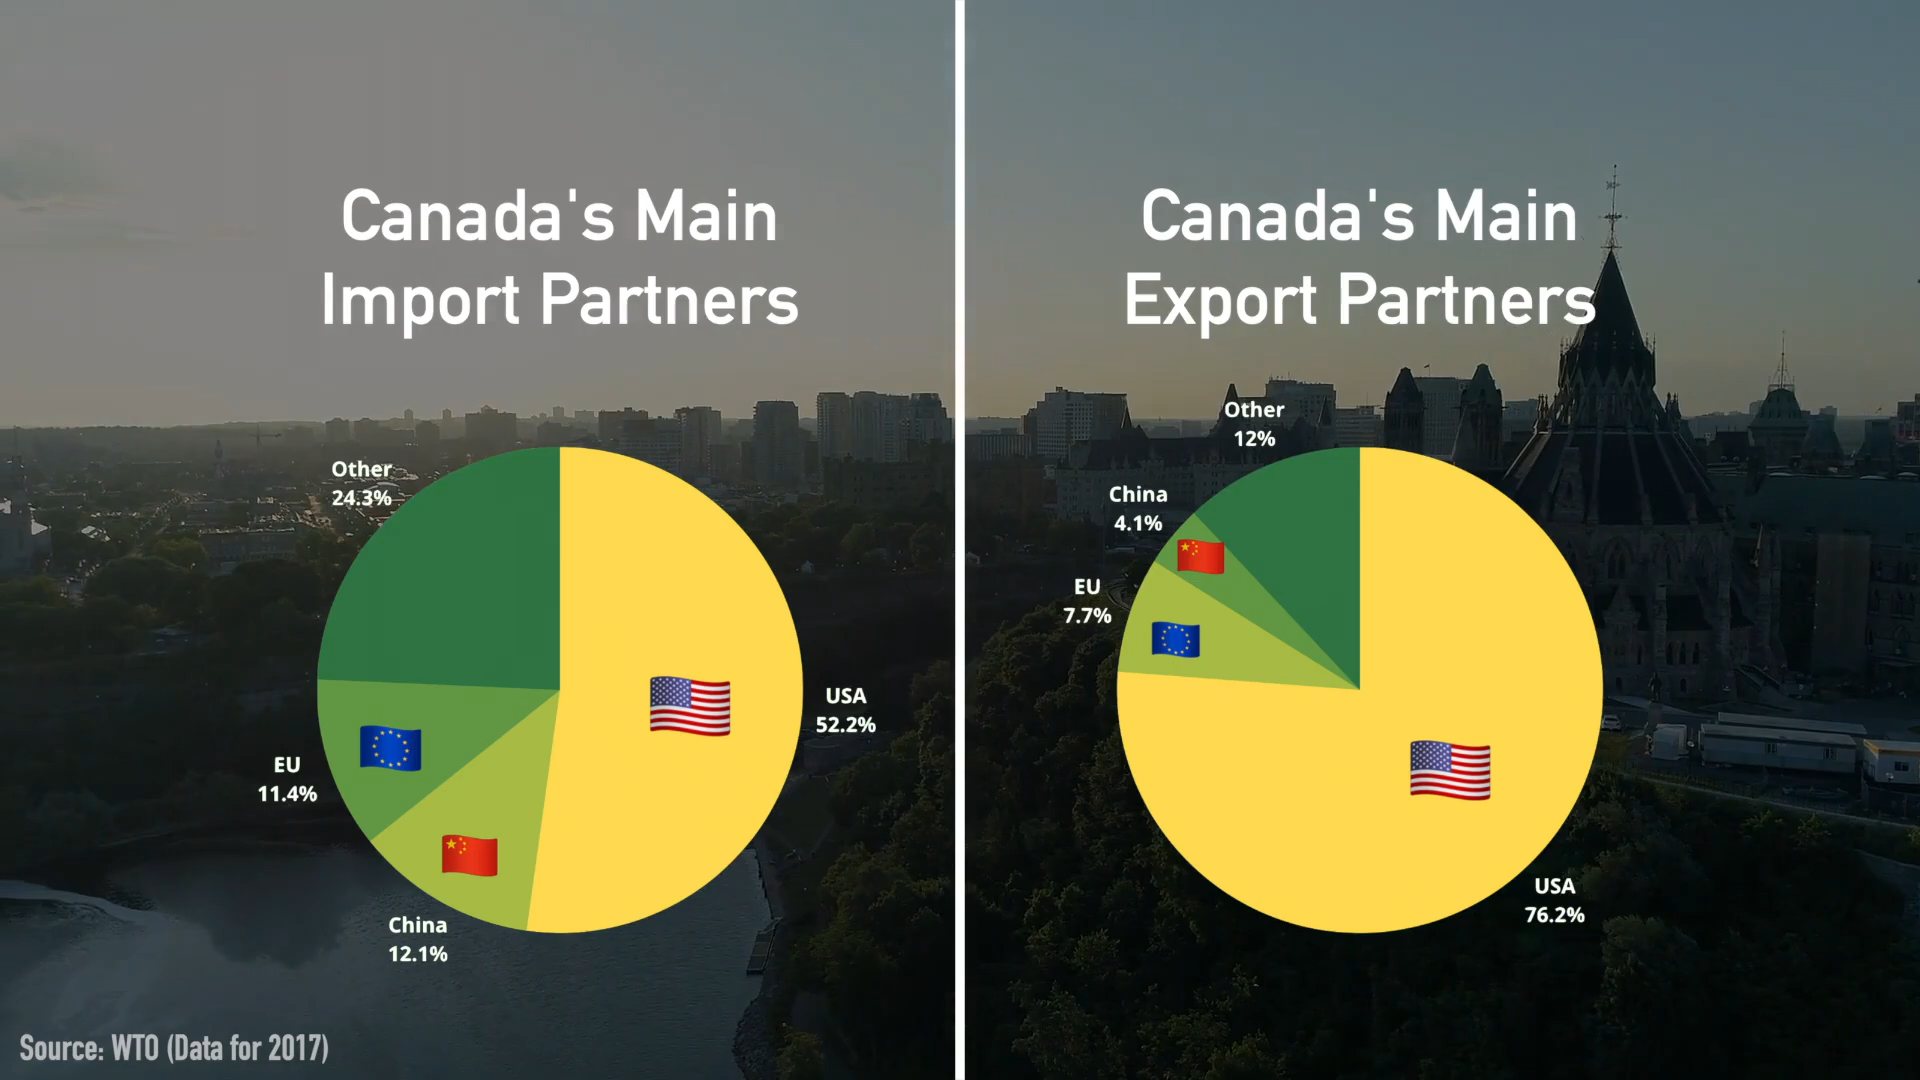 Canada's Main
Import Partners
Other
24.3%
USA
52.2%
EU
11.4%
China
12.1%
Canada's Main
Export Partners
Other
12%
China
4.1%
EU
7.7%
USA
76.2%
Source: WTO (Data for 2017)